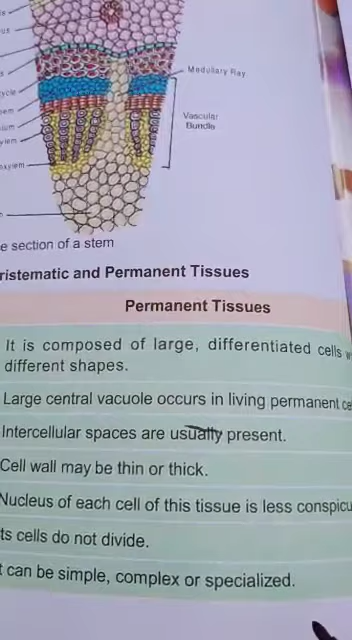 Medullary Ray
Vascular
Bundle
e section of a stem
ristematic and Permanent Tissues
Permanent Tissues
It is composed of large, differentiated cells w
different shapes.
Large central vacuole occurs in living permanent ce
Intercellular spaces are usually present.
Cell wall may be thin or thick.
Nucleus of each cell of this tissue is less conspicu
ts cells do not divide.
t can be simple, complex or specialized.